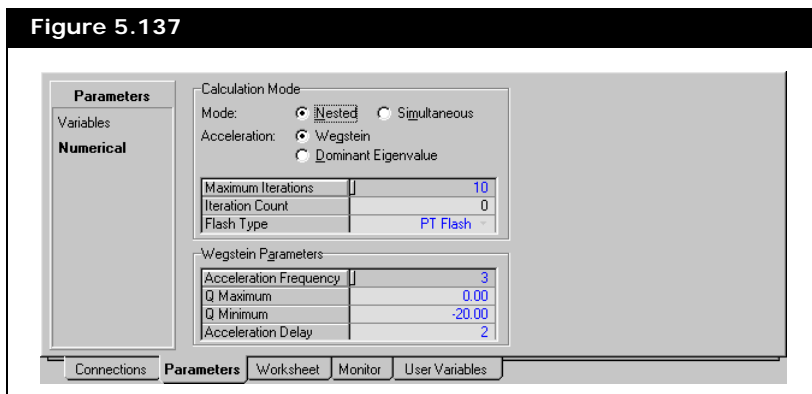 Figure 5.137
Parameters
Variables
Numerical
Calculation Mode
Mode: Nested Simultaneous
Acceleration: Wegstein
Dominant Eigenvalue
Maximum Iterations 10
Iteration Count 0
Flash Type PT Flash
Wegstein Parameters
Acceleration Frequency 3
Q Maximum 0.00
Q Minimum -20.00
Acceleration Delay 2
Connections Parameters Worksheet Monitor User Variables